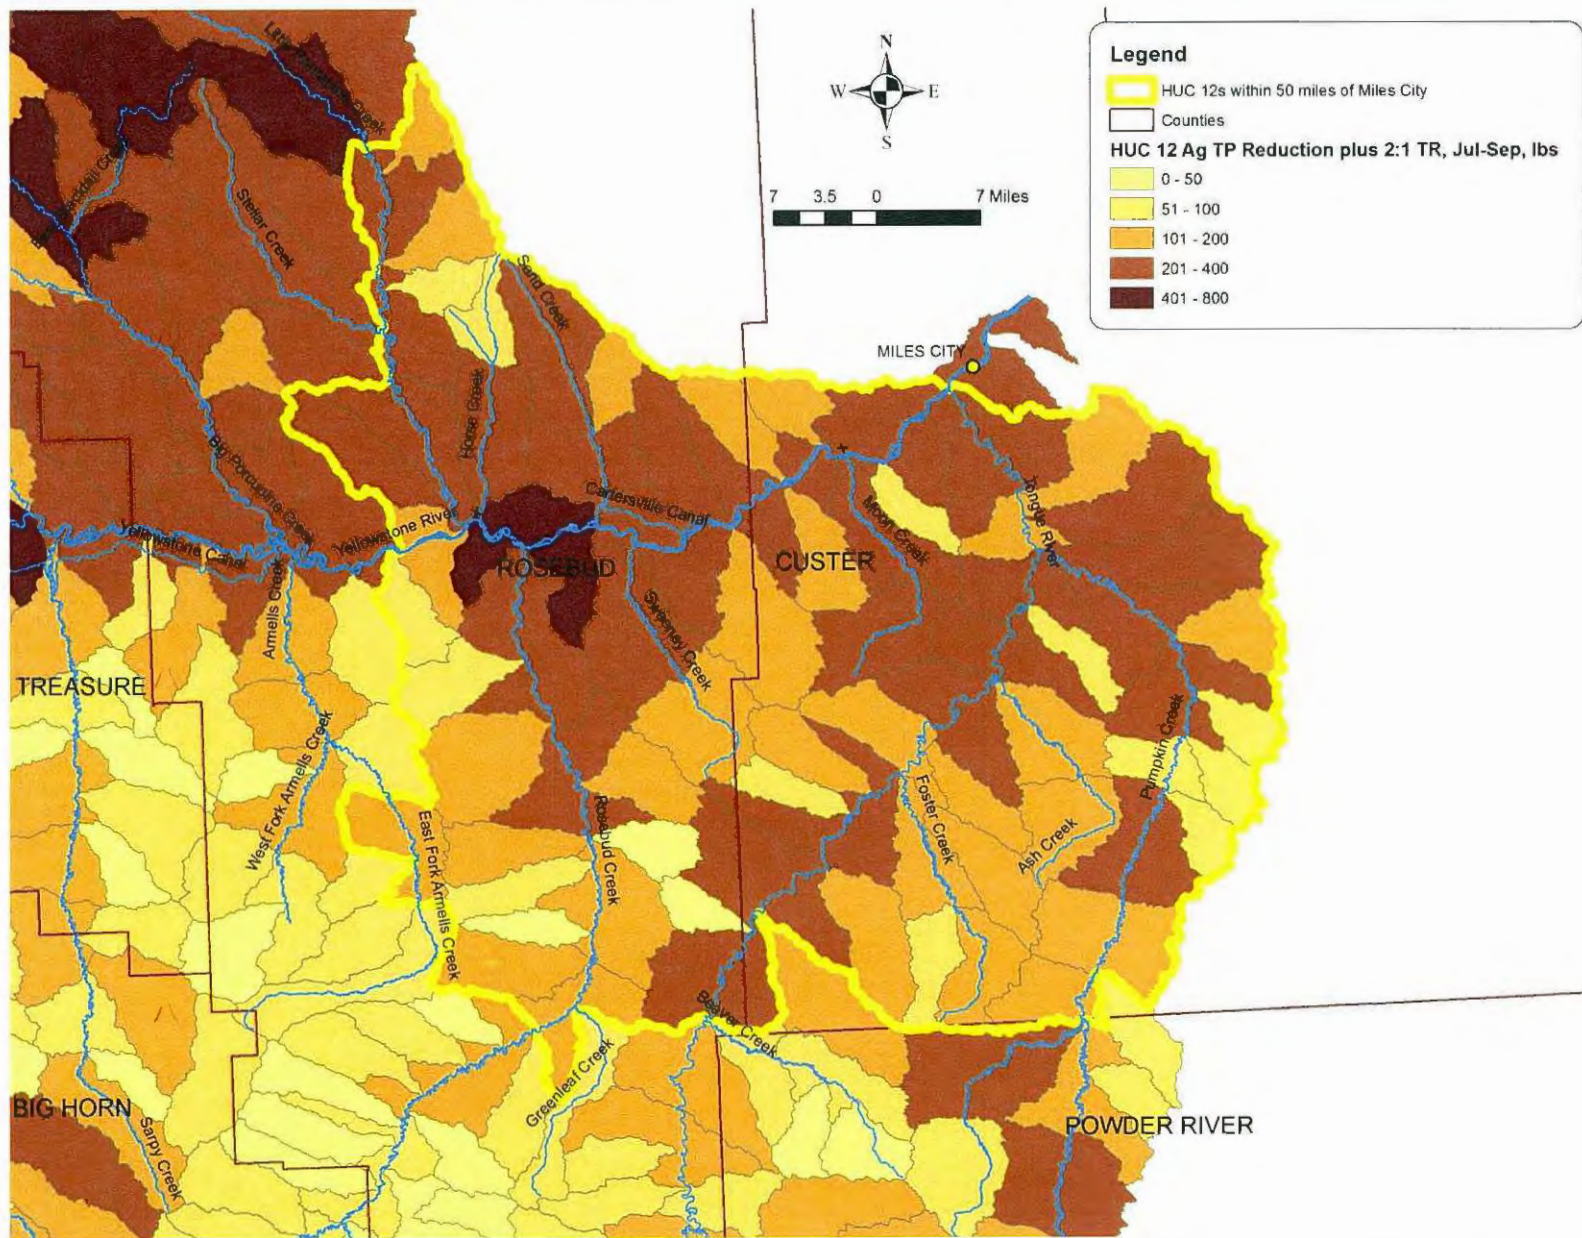 N
W E
S
7 3.5 0 7 Miles
Legend
HUC 12s within 50 miles of Miles City
Counties
HUC 12 Ag TP Reduction plus 2:1 TR, Jul-Sep, lbs
0 - 50
51 - 100
101 - 200
201 - 400
401 - 800
Little Porcupine Creek
Stellar Creek
Sand Creek
Horse Creek
MILES CITY
Big Porcupine Creek
Cartersville Canal
Yellowstone River
Yellowstone Canal
Moon Creek
Tongue River
ROSEBUD
CUSTER
Armells Creek
Sweeney Creek
TREASURE
West Fork Armells Creek
East Fork Armells Creek
Rosebud Creek
Foster Creek
Ash Creek
Pumpkin Creek
Beaver Creek
Greenleaf Creek
BIG HORN
Sarpy Creek
POWDER RIVER